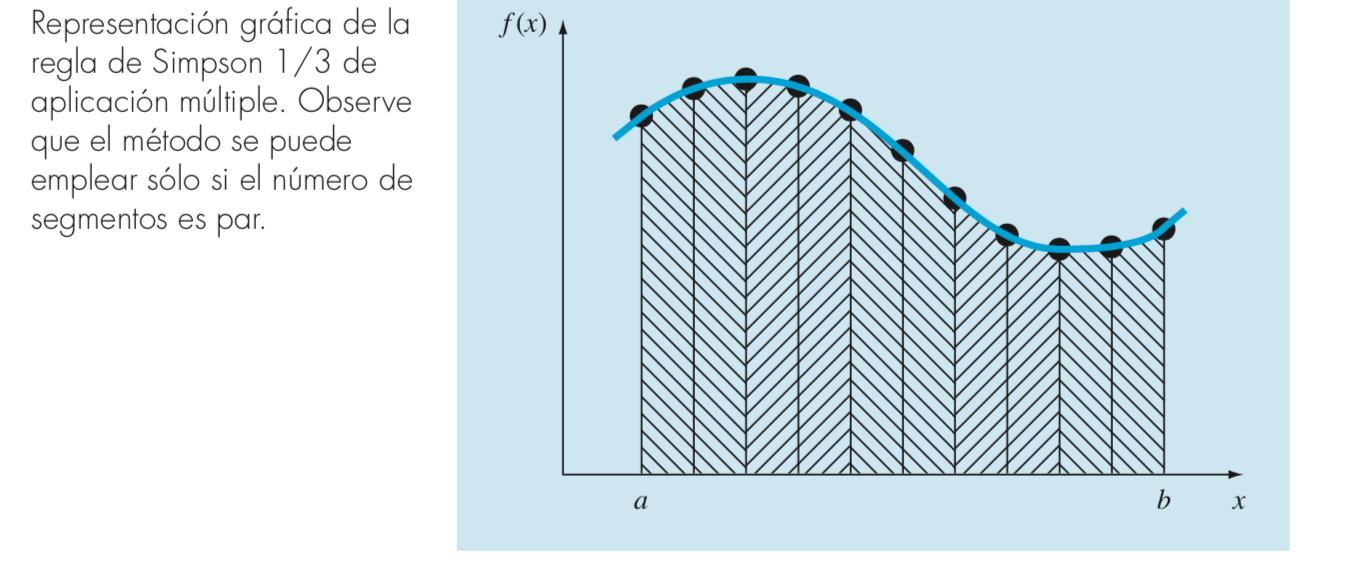 Representación gráfica de la
regla de Simpson 1/3 de
aplicación múltiple. Observe
que el método se puede
emplear sólo si el número de
segmentos es par.
f(x)
a
b
x